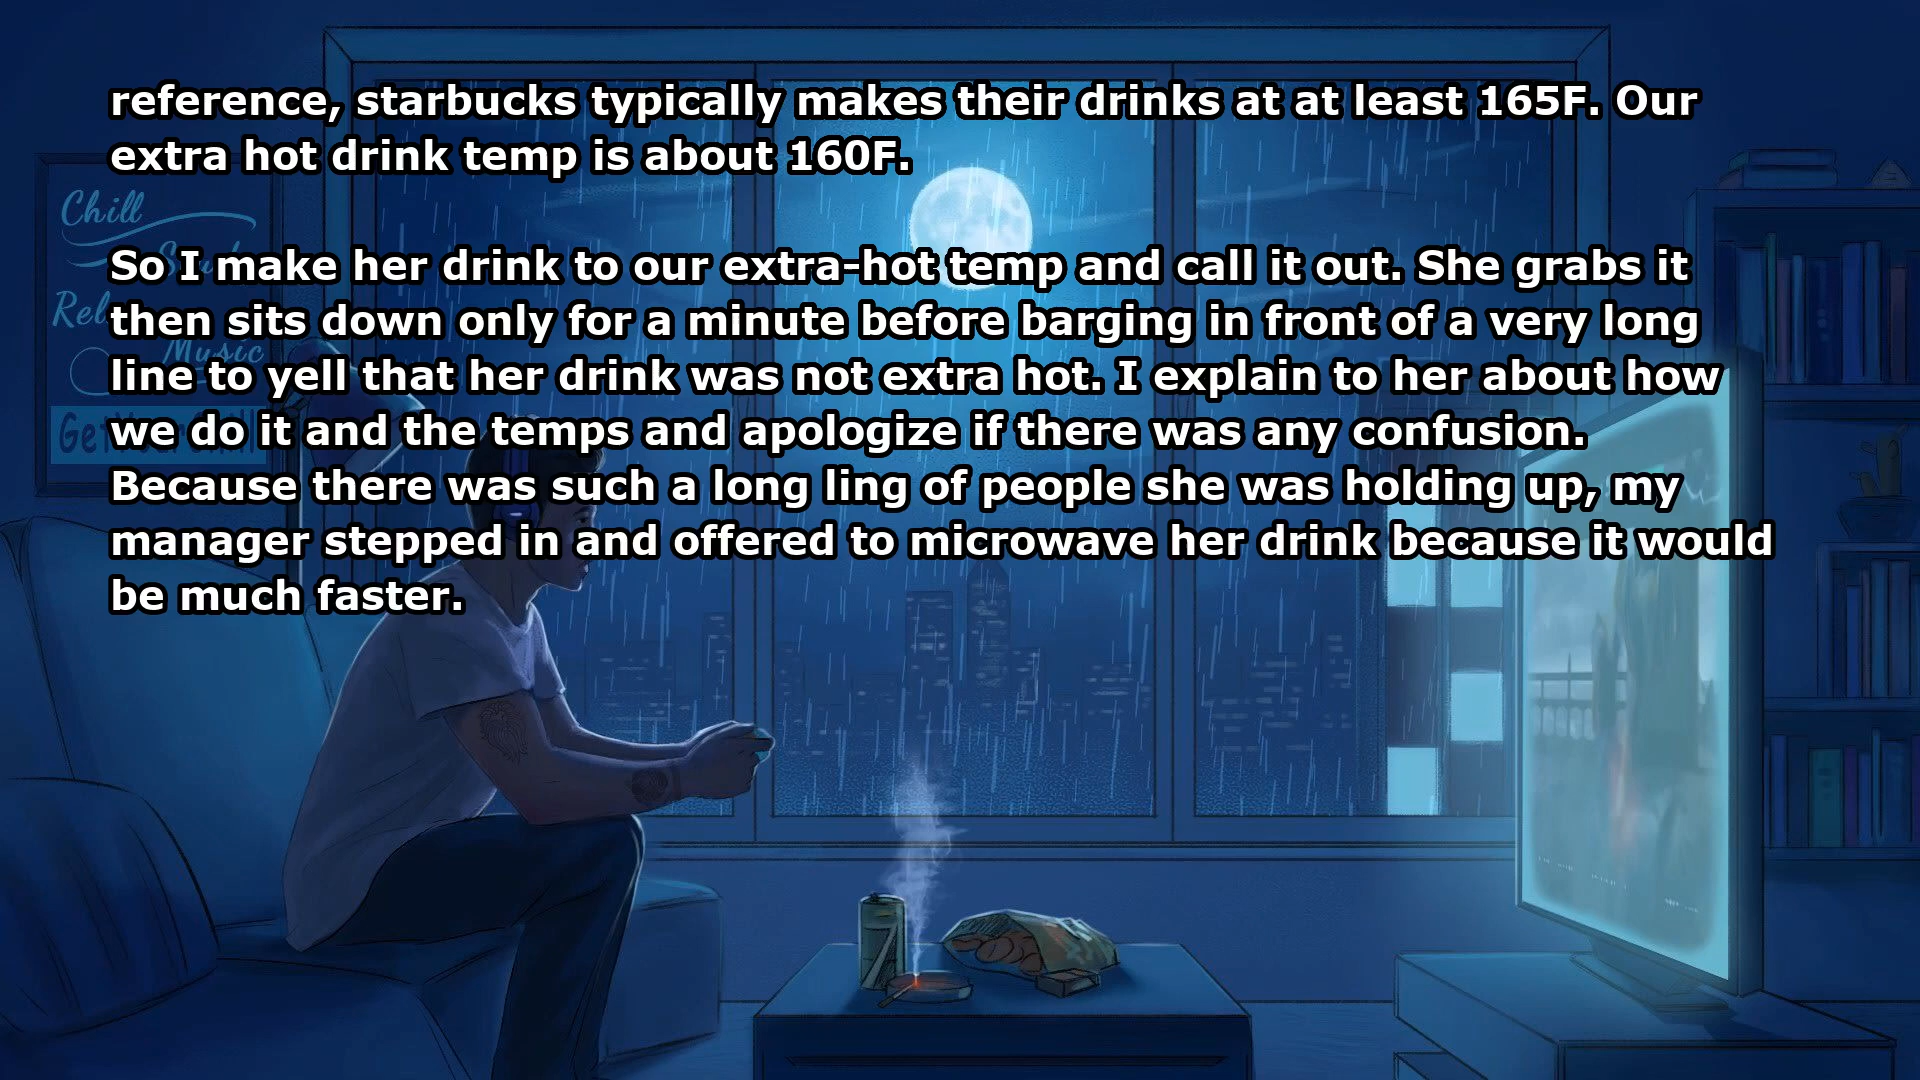 reference, starbucks typically makes their drinks at at least 165F. Our
extra hot drink temp is about 160F.
So I make her drink to our extra-hot temp and call it out. She grabs it
then sits down only for a minute before barging in front of a very long
line to yell that her drink was not extra hot. I explain to her about how
we do it and the temps and apologize if there was any confusion.
Because there was such a long ling of people she was holding up, my
manager stepped in and offered to microwave her drink because it would
be much faster.
Chill
Music